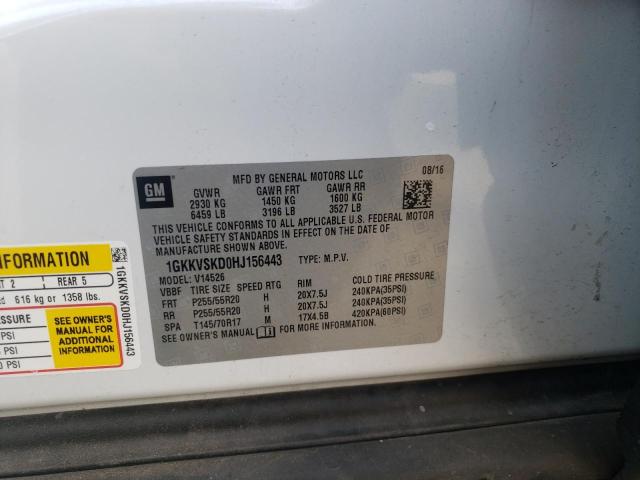 GM
MFD BY GENERAL MOTORS LLC
08/16
GVWR GAWR FRT GAWR RR
2930 KG 1450 KG 1600 KG
6459 LB 3196 LB 3527 LB
THIS VEHICLE CONFORMS TO ALL APPLICABLE U.S. FEDERAL MOTOR
VEHICLE SAFETY STANDARDS IN EFFECT ON THE DATE OF
MANUFACTURE SHOWN ABOVE.
1GKKVSKD0HJ156443 TYPE: M.P.V.
MODEL: V14526
VBBF TIRE SIZE SPEED RTG RIM COLD TIRE PRESSURE
FRT P255/55R20 H 20X7.5J 240KPA(35PSI)
RR P255/55R20 H 20X7.5J 240KPA(35PSI)
SPA T145/70R17 M 17X4.5B 420KPA(60PSI)
SEE OWNER'S MANUAL FOR MORE INFORMATION.
INFORMATION
2 REAR 5
616 kg or 1358 lbs.
PSI
PSI
PSI
SEE OWNER'S
MANUAL FOR
ADDITIONAL
INFORMATION
1GKKVSKD0HJ156443